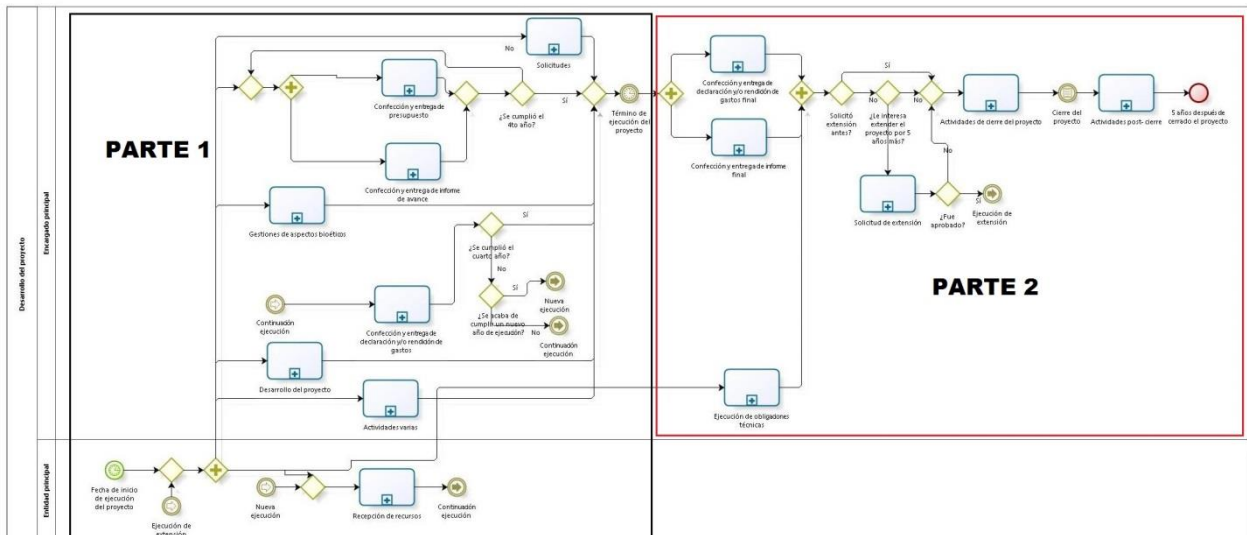 Desarrollo del proyecto
Encargado principal
Entidad principal
PARTE 1
No
Solicitudes
Confección y entrega de
presupuesto
¿Se cumplió el
4to año?
Sí
Término de
ejecución del
proyecto
Confección y entrega de informe
de avance
Gestiones de aspectos bioéticos
Sí
¿Se cumplió el
cuarto año?
No
Continuación
ejecución
Confección y entrega de
declaración y/o rendición de
gastos
Sí
Nueva
ejecución
¿Se acaba de
cumplir un nuevo
año de ejecución?
No
Continuación
ejecución
Desarrollo del proyecto
Actividades varias
Fecha de inicio
de ejecución
del proyecto
Ejecución de
extensión
Nueva
ejecución
Recepción de recursos
Continuación
ejecución
PARTE 2
Confección y entrega de
declaración y/o rendición de
gastos final
Confección y entrega de informe
final
Sí
Solicitó
extensión
antes?
No
¿Le interesa
extender el
proyecto por 5
años más?
No
Actividades de cierre del proyecto
Cierre del
proyecto
Actividades post- cierre
5 años después de
cerrado el proyecto
No
Solicitud de extensión
¿Fue
aprobado?
Sí
Ejecución de
extensión
Ejecución de obligaciones
técnicas